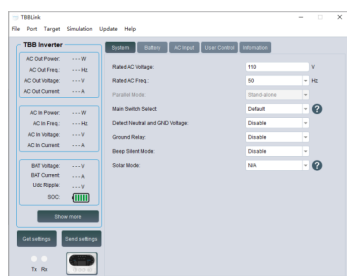 TBBLink
File Port Target Simulation Update Help
TBB Inverter
AC Out Power: --- W
AC Out Freq.: --- Hz
AC Out Voltage: --- V
AC Out Current: --- A
AC In Power: --- W
AC In Freq.: --- Hz
AC In Voltage: --- V
AC In Current: --- A
BAT Voltage: --- V
BAT Current: --- A
Udc Ripple: --- V
SOC:
Show more
Get settings Send settings
Tx Rx
System Battery AC Input User Control Information
Rated AC Voltage: 110 V
Rated AC Freq.: 50 Hz
Parallel Mode: Stand-alone
Main Switch Select: Default ?
Detect Neutral and GND Voltage: Disable
Ground Relay: Disable
Beep Silent Mode: Disable
Solar Mode: N/A ?